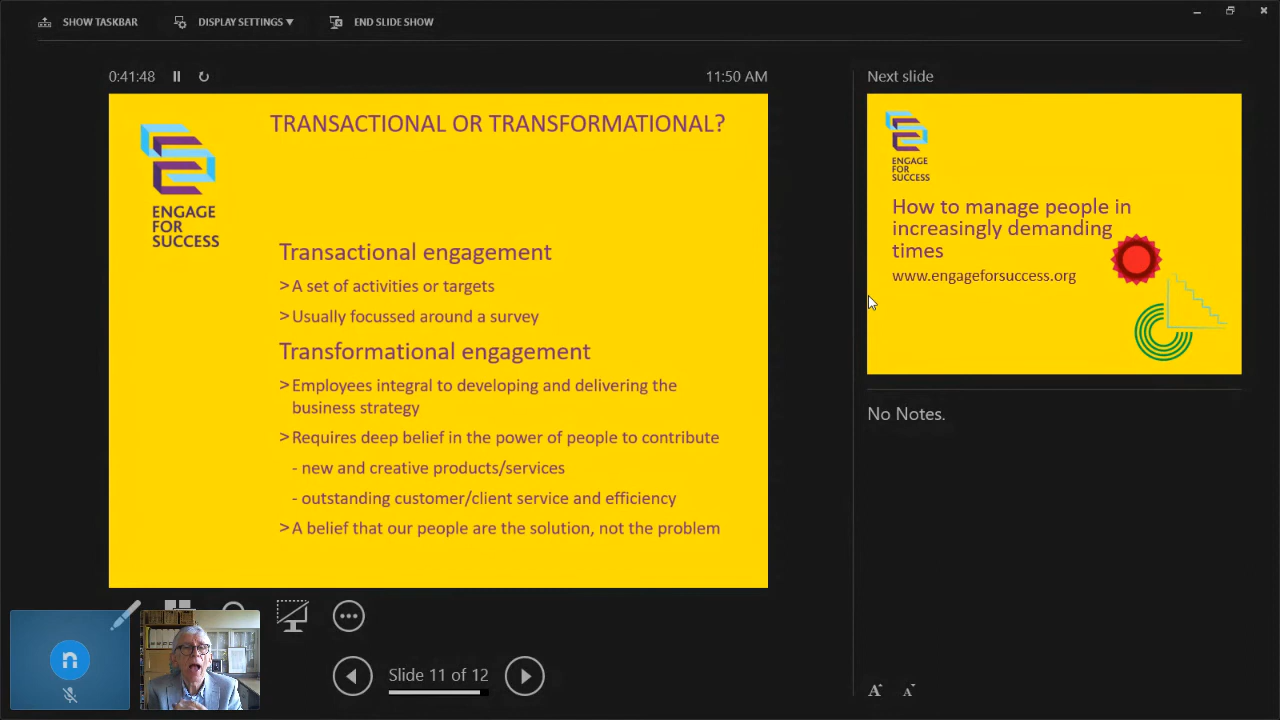 SHOW TASKBAR
DISPLAY SETTINGS ▼
END SLIDE SHOW
0:41:48
11:50 AM
TRANSACTIONAL OR TRANSFORMATIONAL?
ENGAGE
FOR
SUCCESS
Transactional engagement
> A set of activities or targets
> Usually focussed around a survey
Transformational engagement
> Employees integral to developing and delivering the
business strategy
> Requires deep belief in the power of people to contribute
- new and creative products/services
- outstanding customer/client service and efficiency
> A belief that our people are the solution, not the problem
Next slide
ENGAGE
FOR
SUCCESS
How to manage people in
increasingly demanding
times
www.engageforsuccess.org
No Notes.
n
Slide 11 of 12
A A